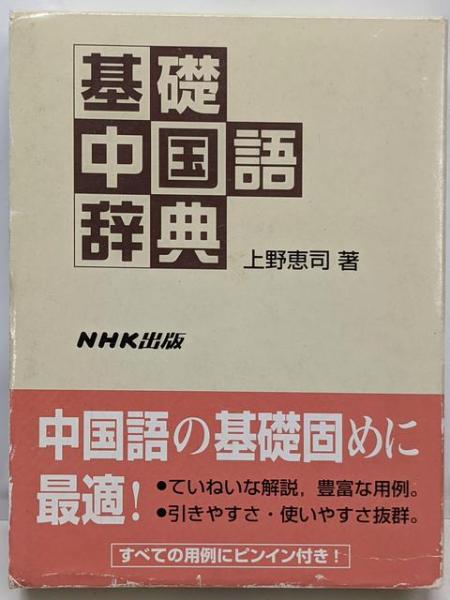 基礎
中国語
辞典
上野恵司 著
NHK出版
中国語の基礎固めに
最適!
●ていねいな解説，豊富な用例。
●引きやすさ・使いやすさ抜群。
すべての用例にピンイン付き!